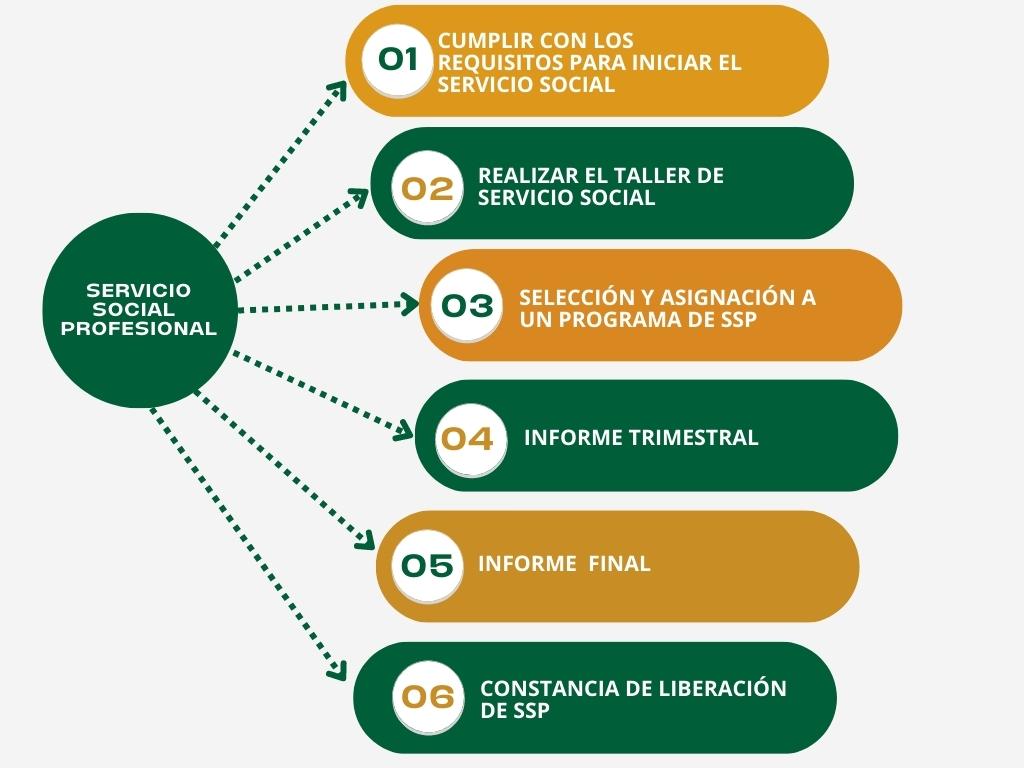 SERVICIO
SOCIAL
PROFESIONAL
01
CUMPLIR CON LOS
REQUISITOS PARA INICIAR EL
SERVICIO SOCIAL
02
REALIZAR EL TALLER DE
SERVICIO SOCIAL
03
SELECCIÓN Y ASIGNACIÓN A
UN PROGRAMA DE SSP
04
INFORME TRIMESTRAL
05
INFORME FINAL
06
CONSTANCIA DE LIBERACIÓN
DE SSP